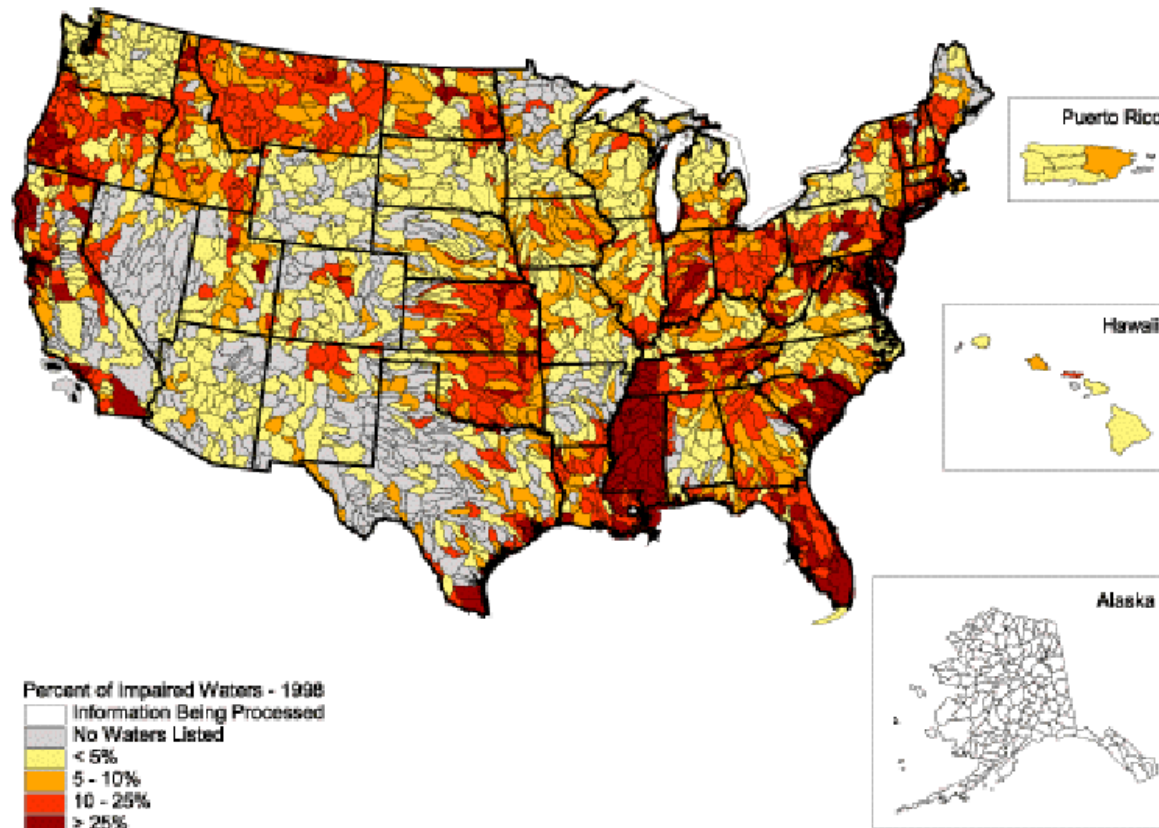 Puerto Rico
Hawaii
Alaska
Percent of Impaired Waters - 1998
Information Being Processed
No Waters Listed
< 5%
5 - 10%
10 - 25%
> 25%